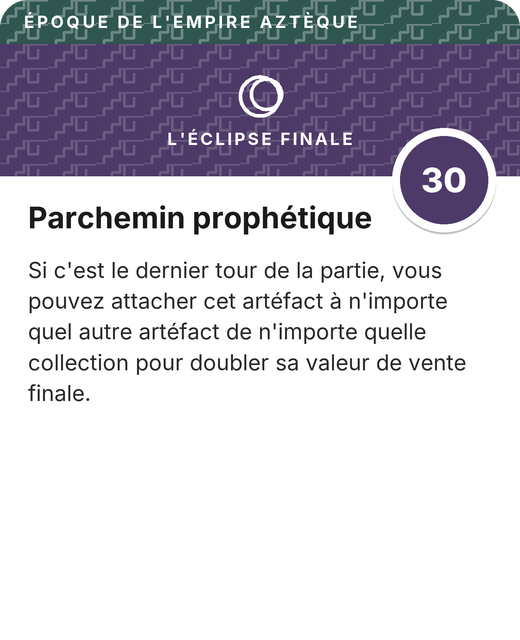 ÉPOQUE DE L'EMPIRE AZTÈQUE
L'ÉCLIPSE FINALE
30
Parchemin prophétique
Si c'est le dernier tour de la partie, vous
pouvez attacher cet artéfact à n'importe
quel autre artéfact de n'importe quelle
collection pour doubler sa valeur de vente
finale.